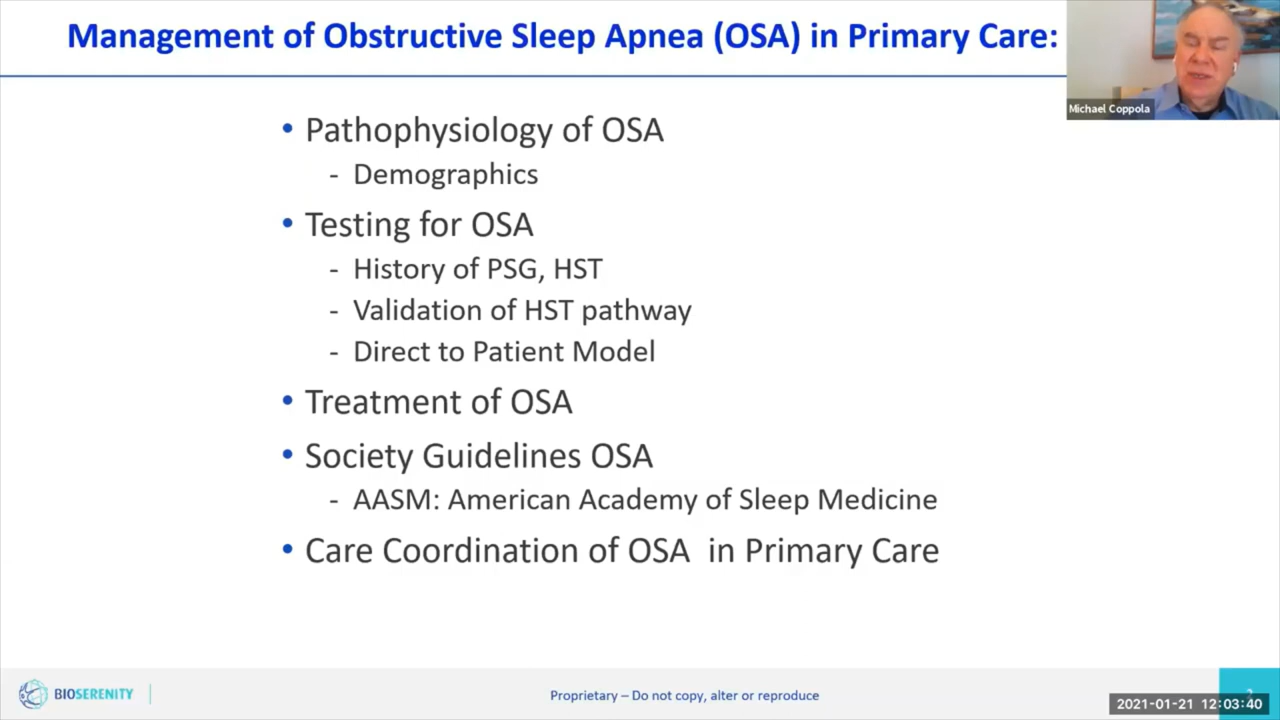 Management of Obstructive Sleep Apnea (OSA) in Primary Care:
Michael Coppola
• Pathophysiology of OSA
- Demographics
• Testing for OSA
- History of PSG, HST
- Validation of HST pathway
- Direct to Patient Model
• Treatment of OSA
• Society Guidelines OSA
- AASM: American Academy of Sleep Medicine
• Care Coordination of OSA in Primary Care
BIOSERENITY
Proprietary – Do not copy, alter or reproduce
2021-01-21 12:03:40